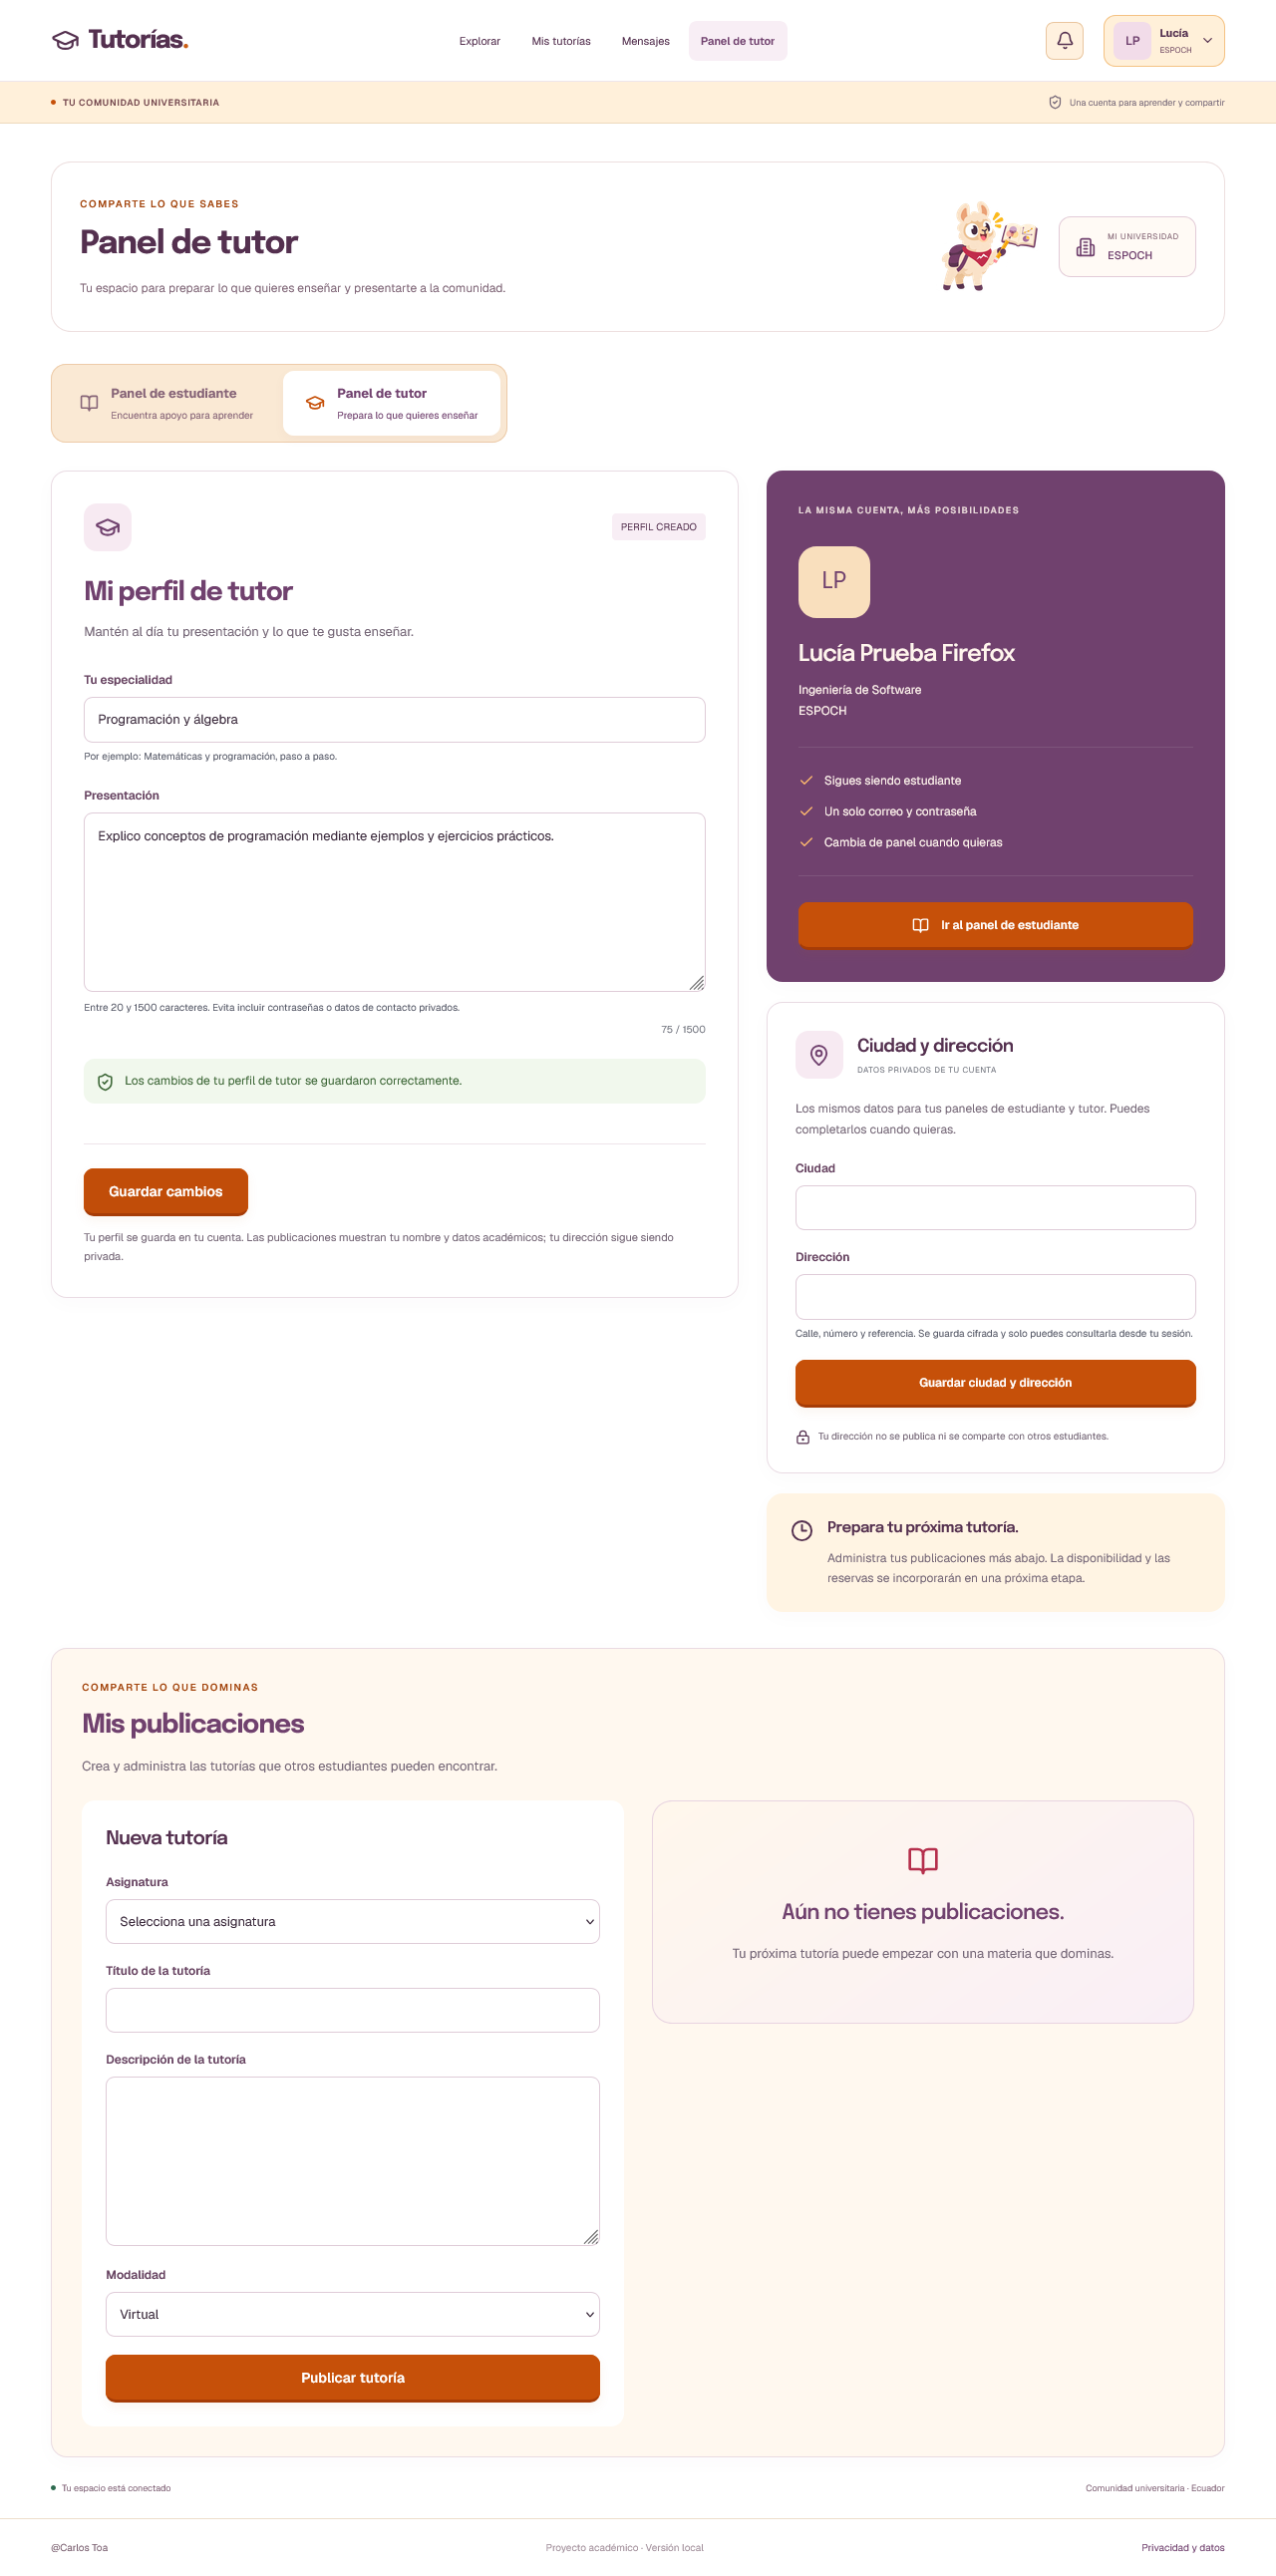 Tutorías.
Explorar
Mis tutorías
Mensajes
Panel de tutor
LP
Lucía
ESPOCH
TU COMUNIDAD UNIVERSITARIA
Una cuenta para aprender y compartir
COMPARTE LO QUE SABES
Panel de tutor
Tu espacio para preparar lo que quieres enseñar y presentarte a la comunidad.
MI UNIVERSIDAD
ESPOCH
Panel de estudiante
Encuentra apoyo para aprender
Panel de tutor
Prepara lo que quieres enseñar
PERFIL CREADO
Mi perfil de tutor
Mantén al día tu presentación y lo que te gusta enseñar.
Tu especialidad
Programación y álgebra
Por ejemplo: Matemáticas y programación, paso a paso.
Presentación
Explico conceptos de programación mediante ejemplos y ejercicios prácticos.
Entre 20 y 1500 caracteres. Evita incluir contraseñas o datos de contacto privados.
75 / 1500
Los cambios de tu perfil de tutor se guardaron correctamente.
Guardar cambios
Tu perfil se guarda en tu cuenta. Las publicaciones muestran tu nombre y datos académicos; tu dirección sigue siendo
privada.
LA MISMA CUENTA, MÁS POSIBILIDADES
LP
Lucía Prueba Firefox
Ingeniería de Software
ESPOCH
Sigues siendo estudiante
Un solo correo y contraseña
Cambia de panel cuando quieras
Ir al panel de estudiante
Ciudad y dirección
DATOS PRIVADOS DE TU CUENTA
Los mismos datos para tus paneles de estudiante y tutor. Puedes
completarlos cuando quieras.
Ciudad
Dirección
Calle, número y referencia. Se guarda cifrada y solo puedes consultarla desde tu sesión.
Guardar ciudad y dirección
Tu dirección no se publica ni se comparte con otros estudiantes.
Prepara tu próxima tutoría.
Administra tus publicaciones más abajo. La disponibilidad y las
reservas se incorporarán en una próxima etapa.
COMPARTE LO QUE DOMINAS
Mis publicaciones
Crea y administra las tutorías que otros estudiantes pueden encontrar.
Nueva tutoría
Asignatura
Selecciona una asignatura
Título de la tutoría
Descripción de la tutoría
Modalidad
Virtual
Publicar tutoría
Aún no tienes publicaciones.
Tu próxima tutoría puede empezar con una materia que dominas.
Tu espacio está conectado
Comunidad universitaria · Ecuador
@Carlos Toa
Proyecto académico · Versión local
Privacidad y datos